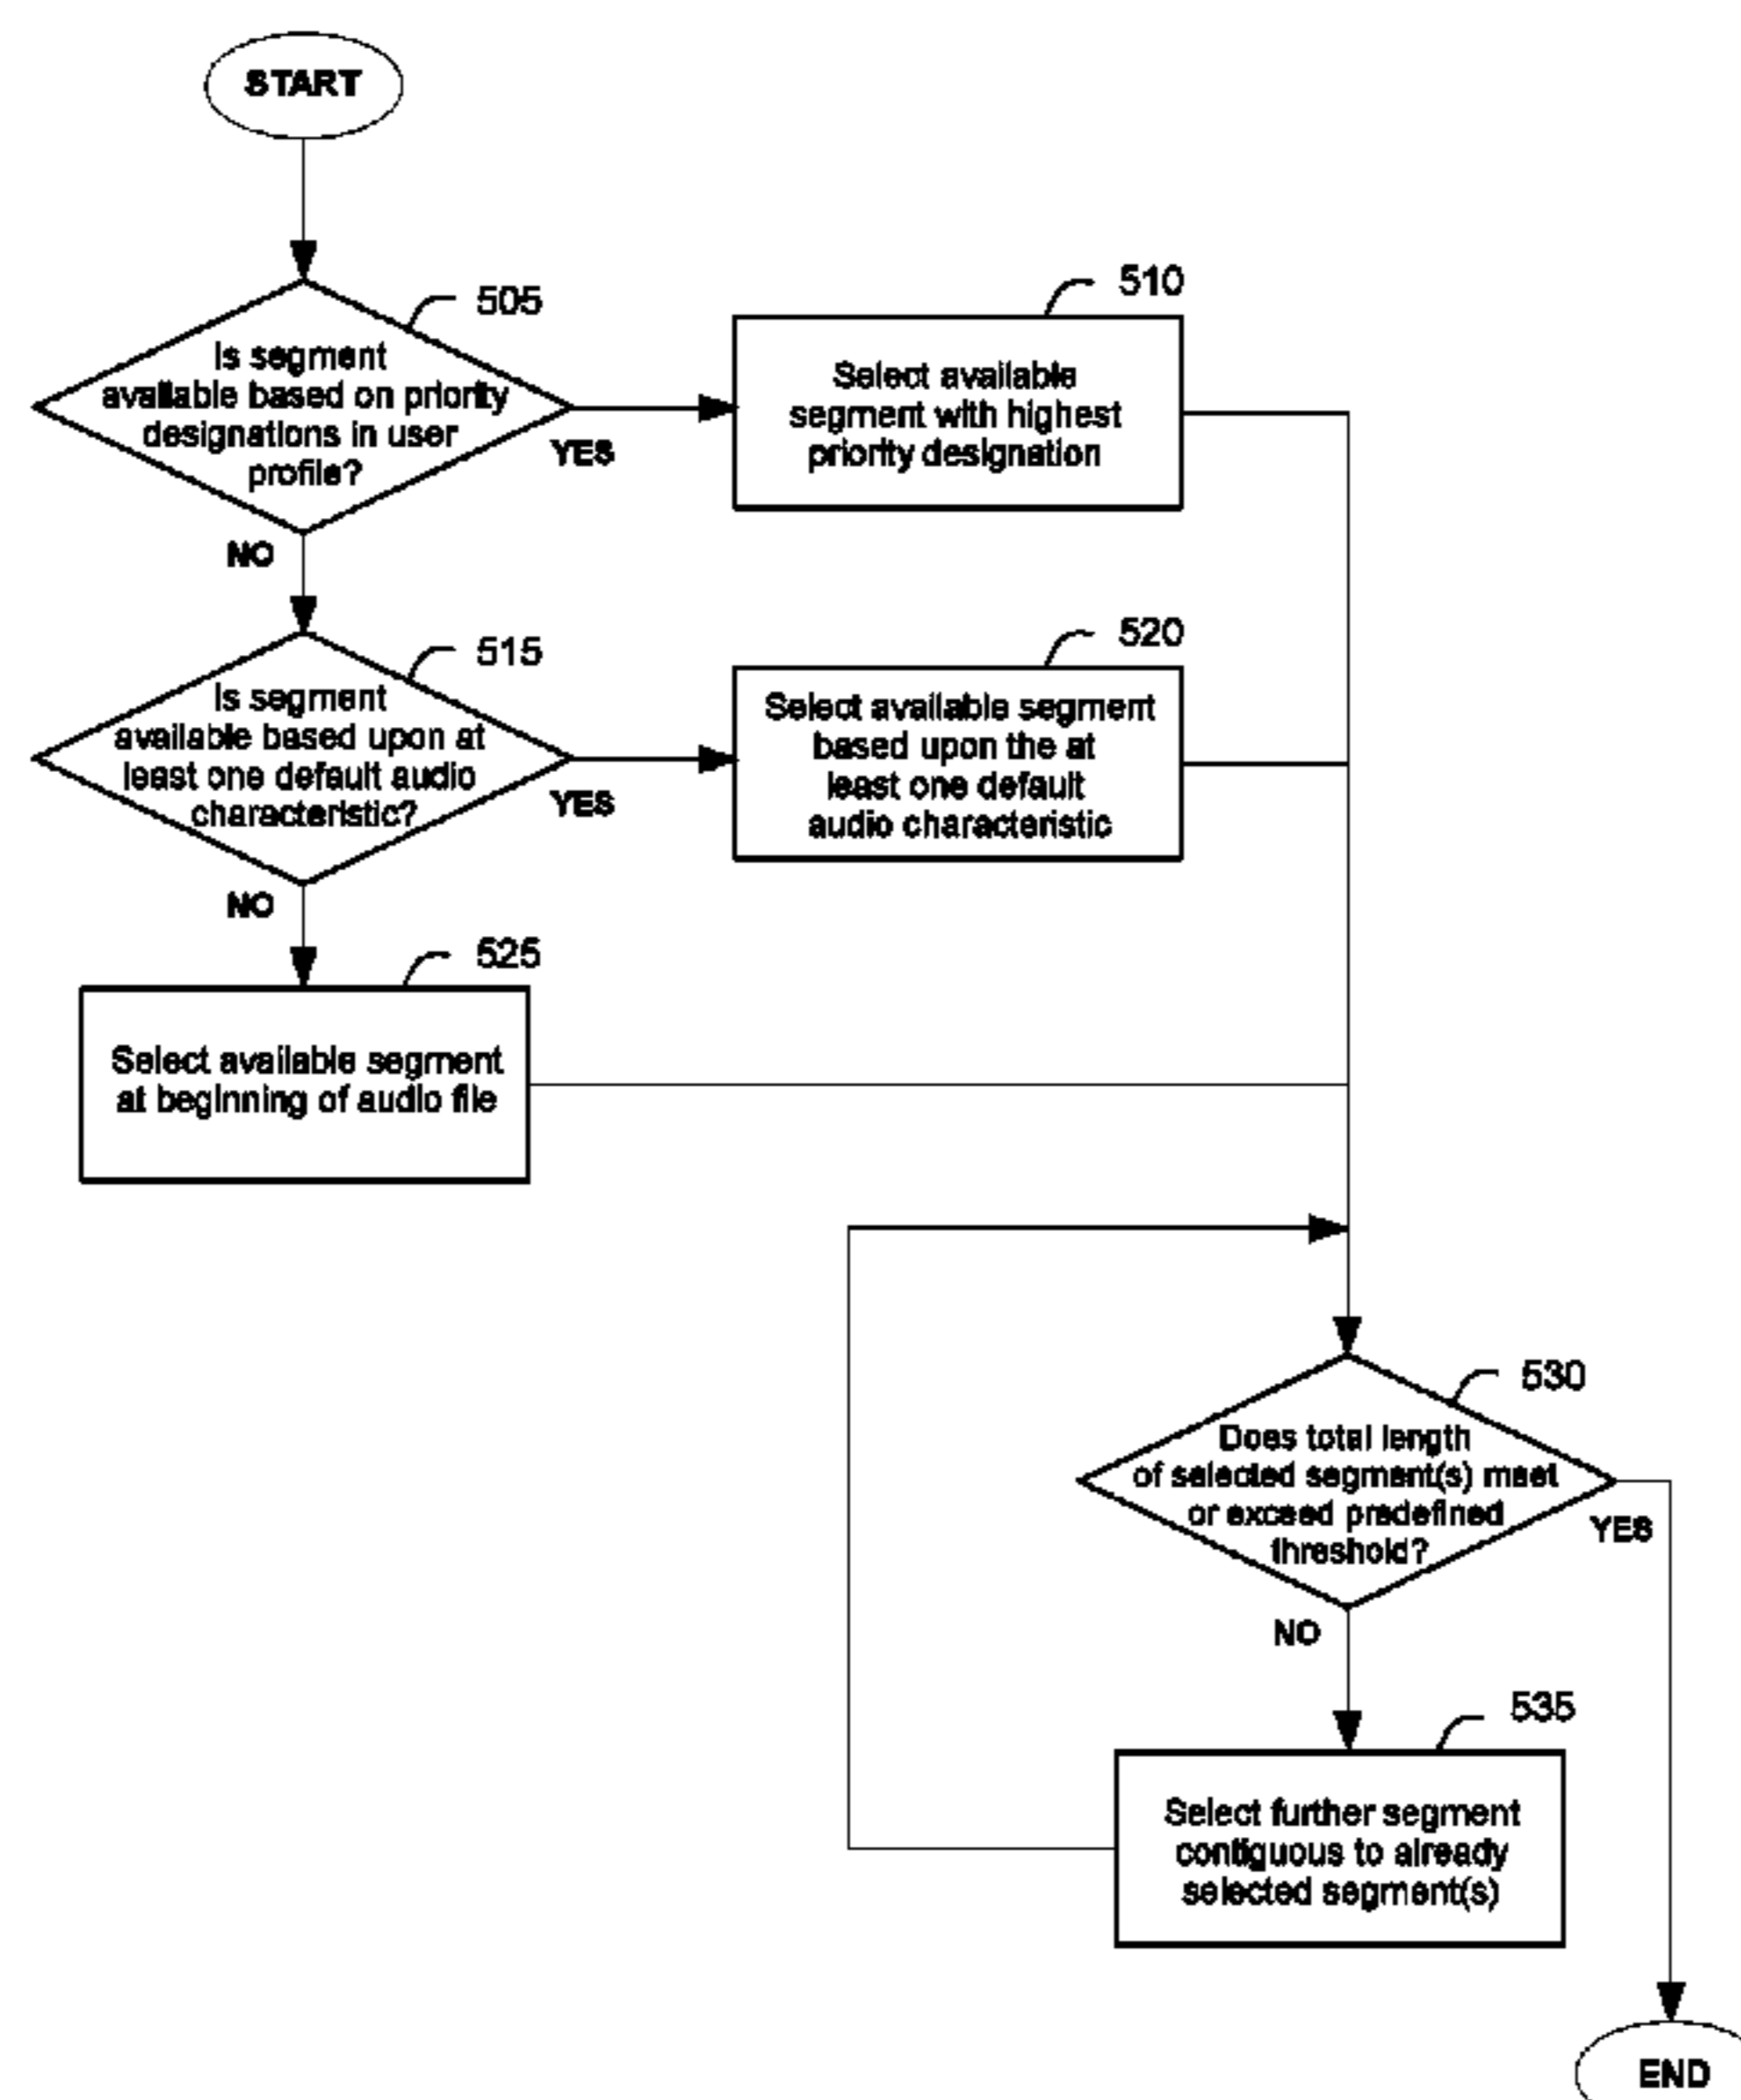 START
505
Is segment
available based on priority
designations in user
profile?
YES
NO
510
Select available
segment with highest
priority designation
515
Is segment
available based upon at
least one default audio
characteristic?
YES
NO
520
Select available segment
based upon the at
least one default
audio characteristic
525
Select available segment
at beginning of audio file
530
Does total length
of selected segment(s) meet
or exceed predefined
threshold?
YES
NO
535
Select further segment
contiguous to already
selected segment(s)
END